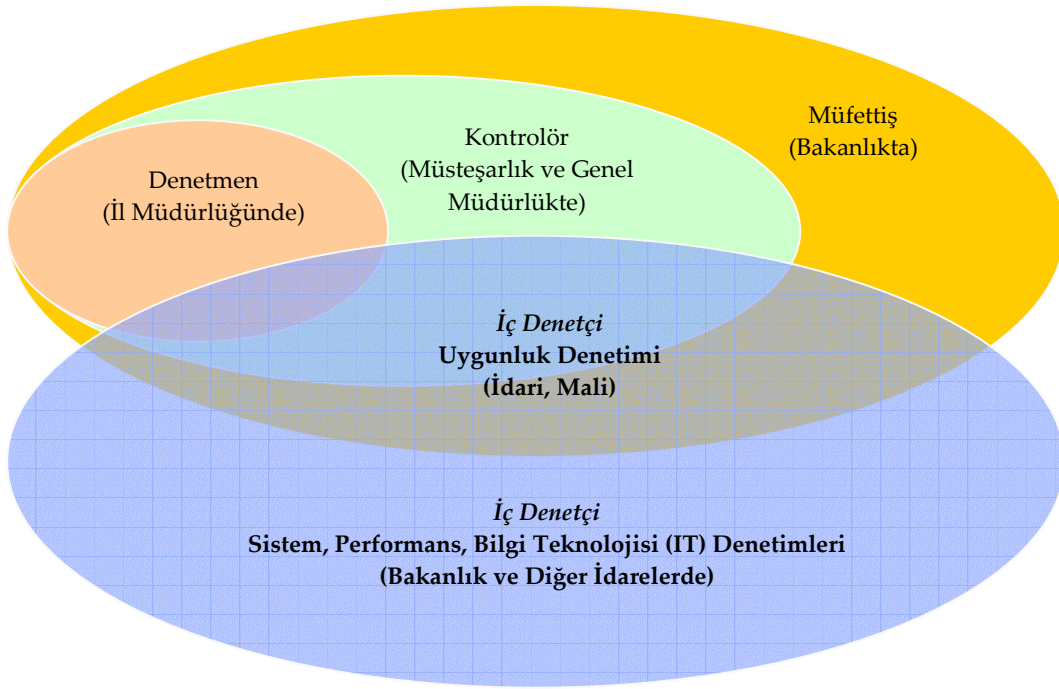 Müfettiş
(Bakanlıkta)
Kontrolör
(Müsteşarlık ve Genel
Müdürlükte)
Denetmen
(İl Müdürlüğünde)
İç Denetçi
Uygunluk Denetimi
(İdari, Mali)
İç Denetçi
Sistem, Performans, Bilgi Teknolojisi (IT) Denetimleri
(Bakanlık ve Diğer İdarelerde)